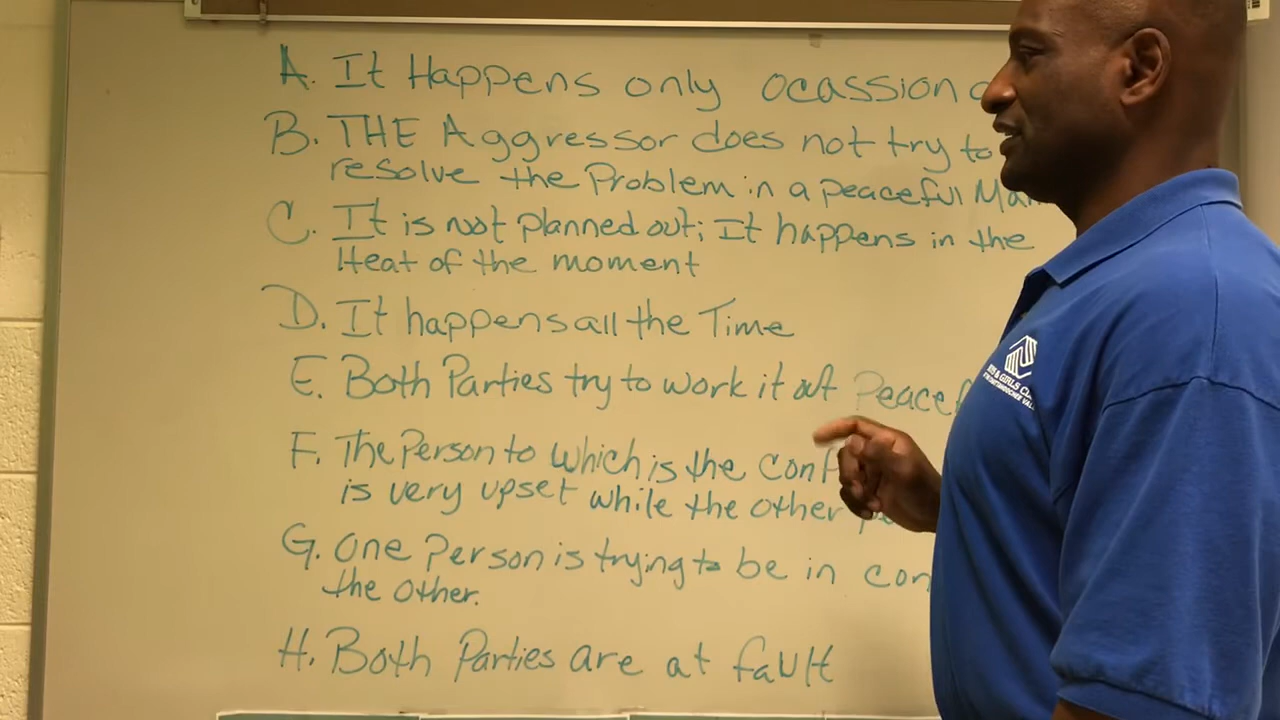 A. It Happens only ocassion
B. THE Aggressor does not try to
resolve the Problem in a peaceful
C. It is not planned out; It happens in the
Heat of the moment
D. It happens all the Time
E. Both Parties try to work it out
F. The Person to which is the
is very upset while the other
G. One Person is trying to be in
the other.
H. Both Parties are at fault
& GIRLS